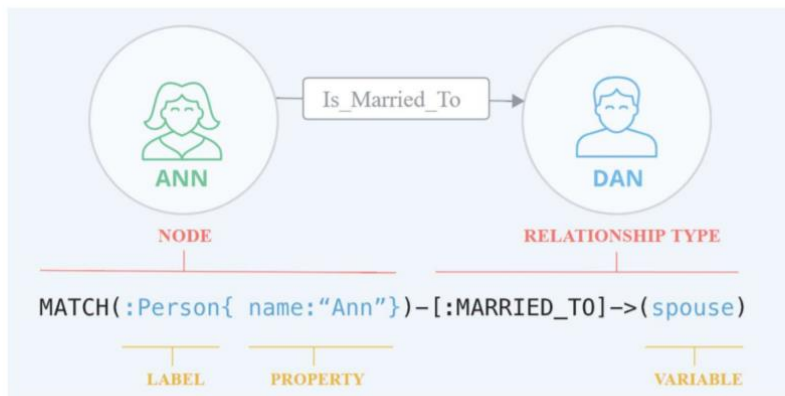 Is_Married_To
ANN DAN
NODE RELATIONSHIP TYPE
MATCH(:Person{ name:“Ann”})–[:MARRIED_TO]–>(spouse)
LABEL PROPERTY VARIABLE